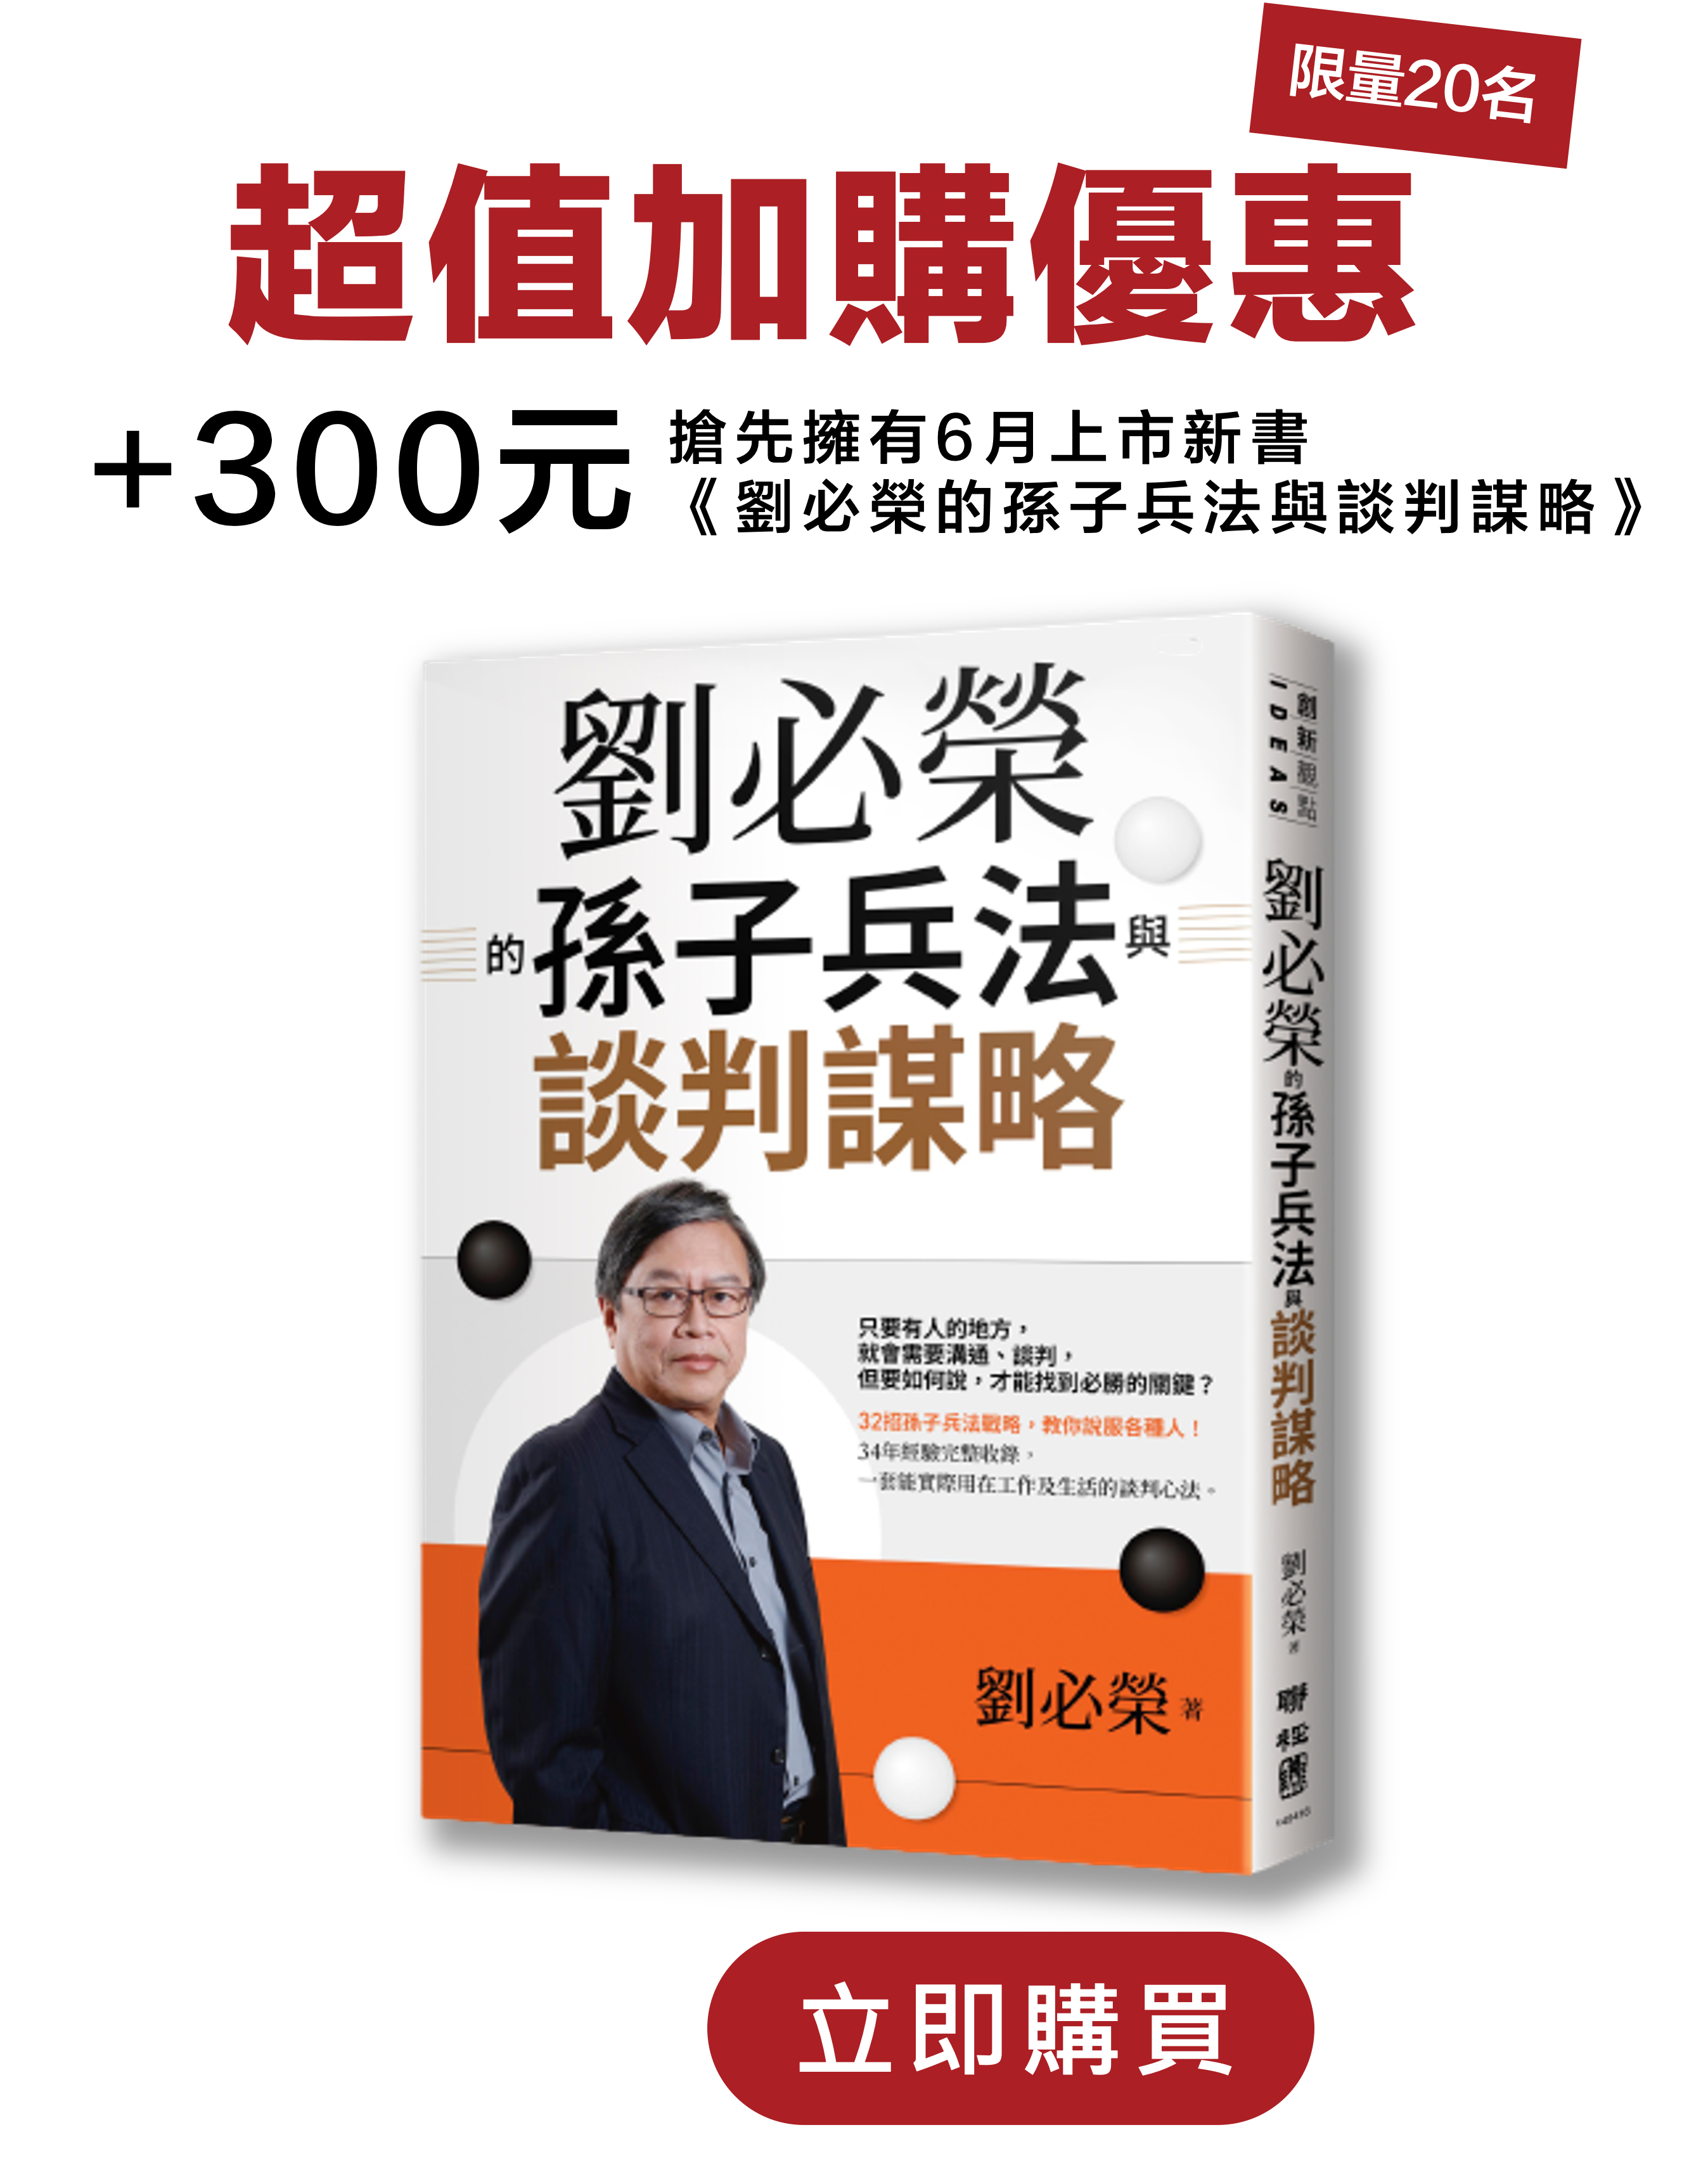 限量20名
超值加購優惠
+300元
搶先擁有6月上市新書
《劉必榮的孫子兵法與談判謀略》
劉必榮
的孫子兵法與
談判謀略
只要有人的地方，
就會需要溝通、談判，
但要如何說，才能找到必勝的關鍵？
32招孫子兵法戰略，教你說服各種人！
34年經驗完整收錄，
一套能實際用在工作及生活的談判心法。
劉必榮 著
創新觀點
IDEAS
劉必榮的孫子兵法與談判謀略
劉必榮 著
聯經
立即購買